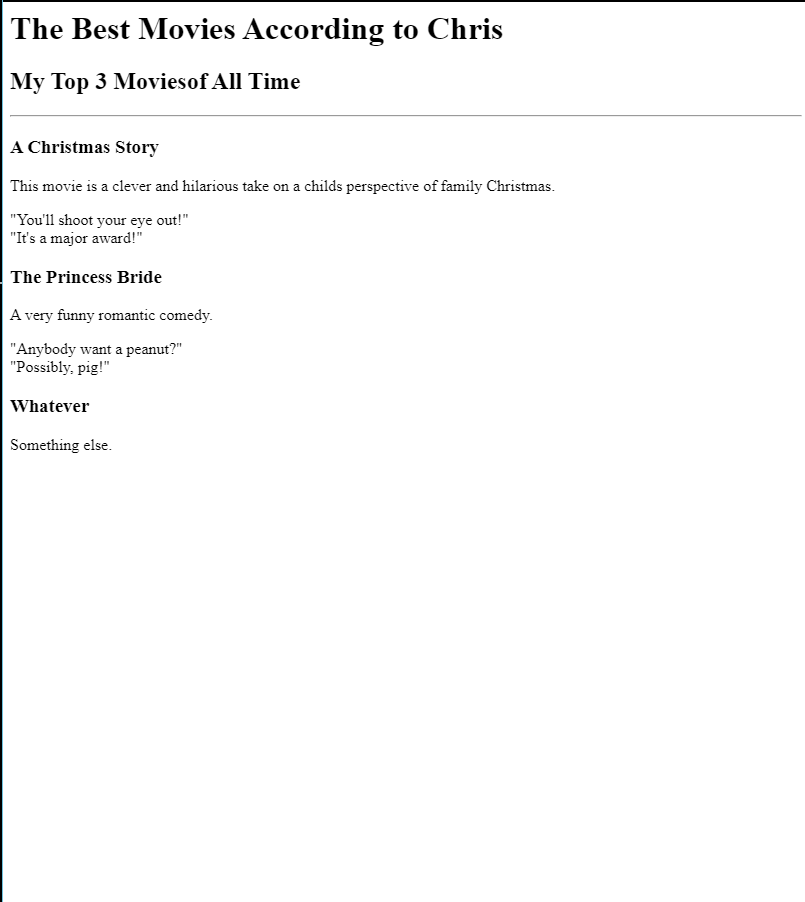 The Best Movies According to Chris
My Top 3 Moviesof All Time
A Christmas Story
This movie is a clever and hilarious take on a childs perspective of family Christmas.
"You'll shoot your eye out!"
"It's a major award!"
The Princess Bride
A very funny romantic comedy.
"Anybody want a peanut?"
"Possibly, pig!"
Whatever
Something else.